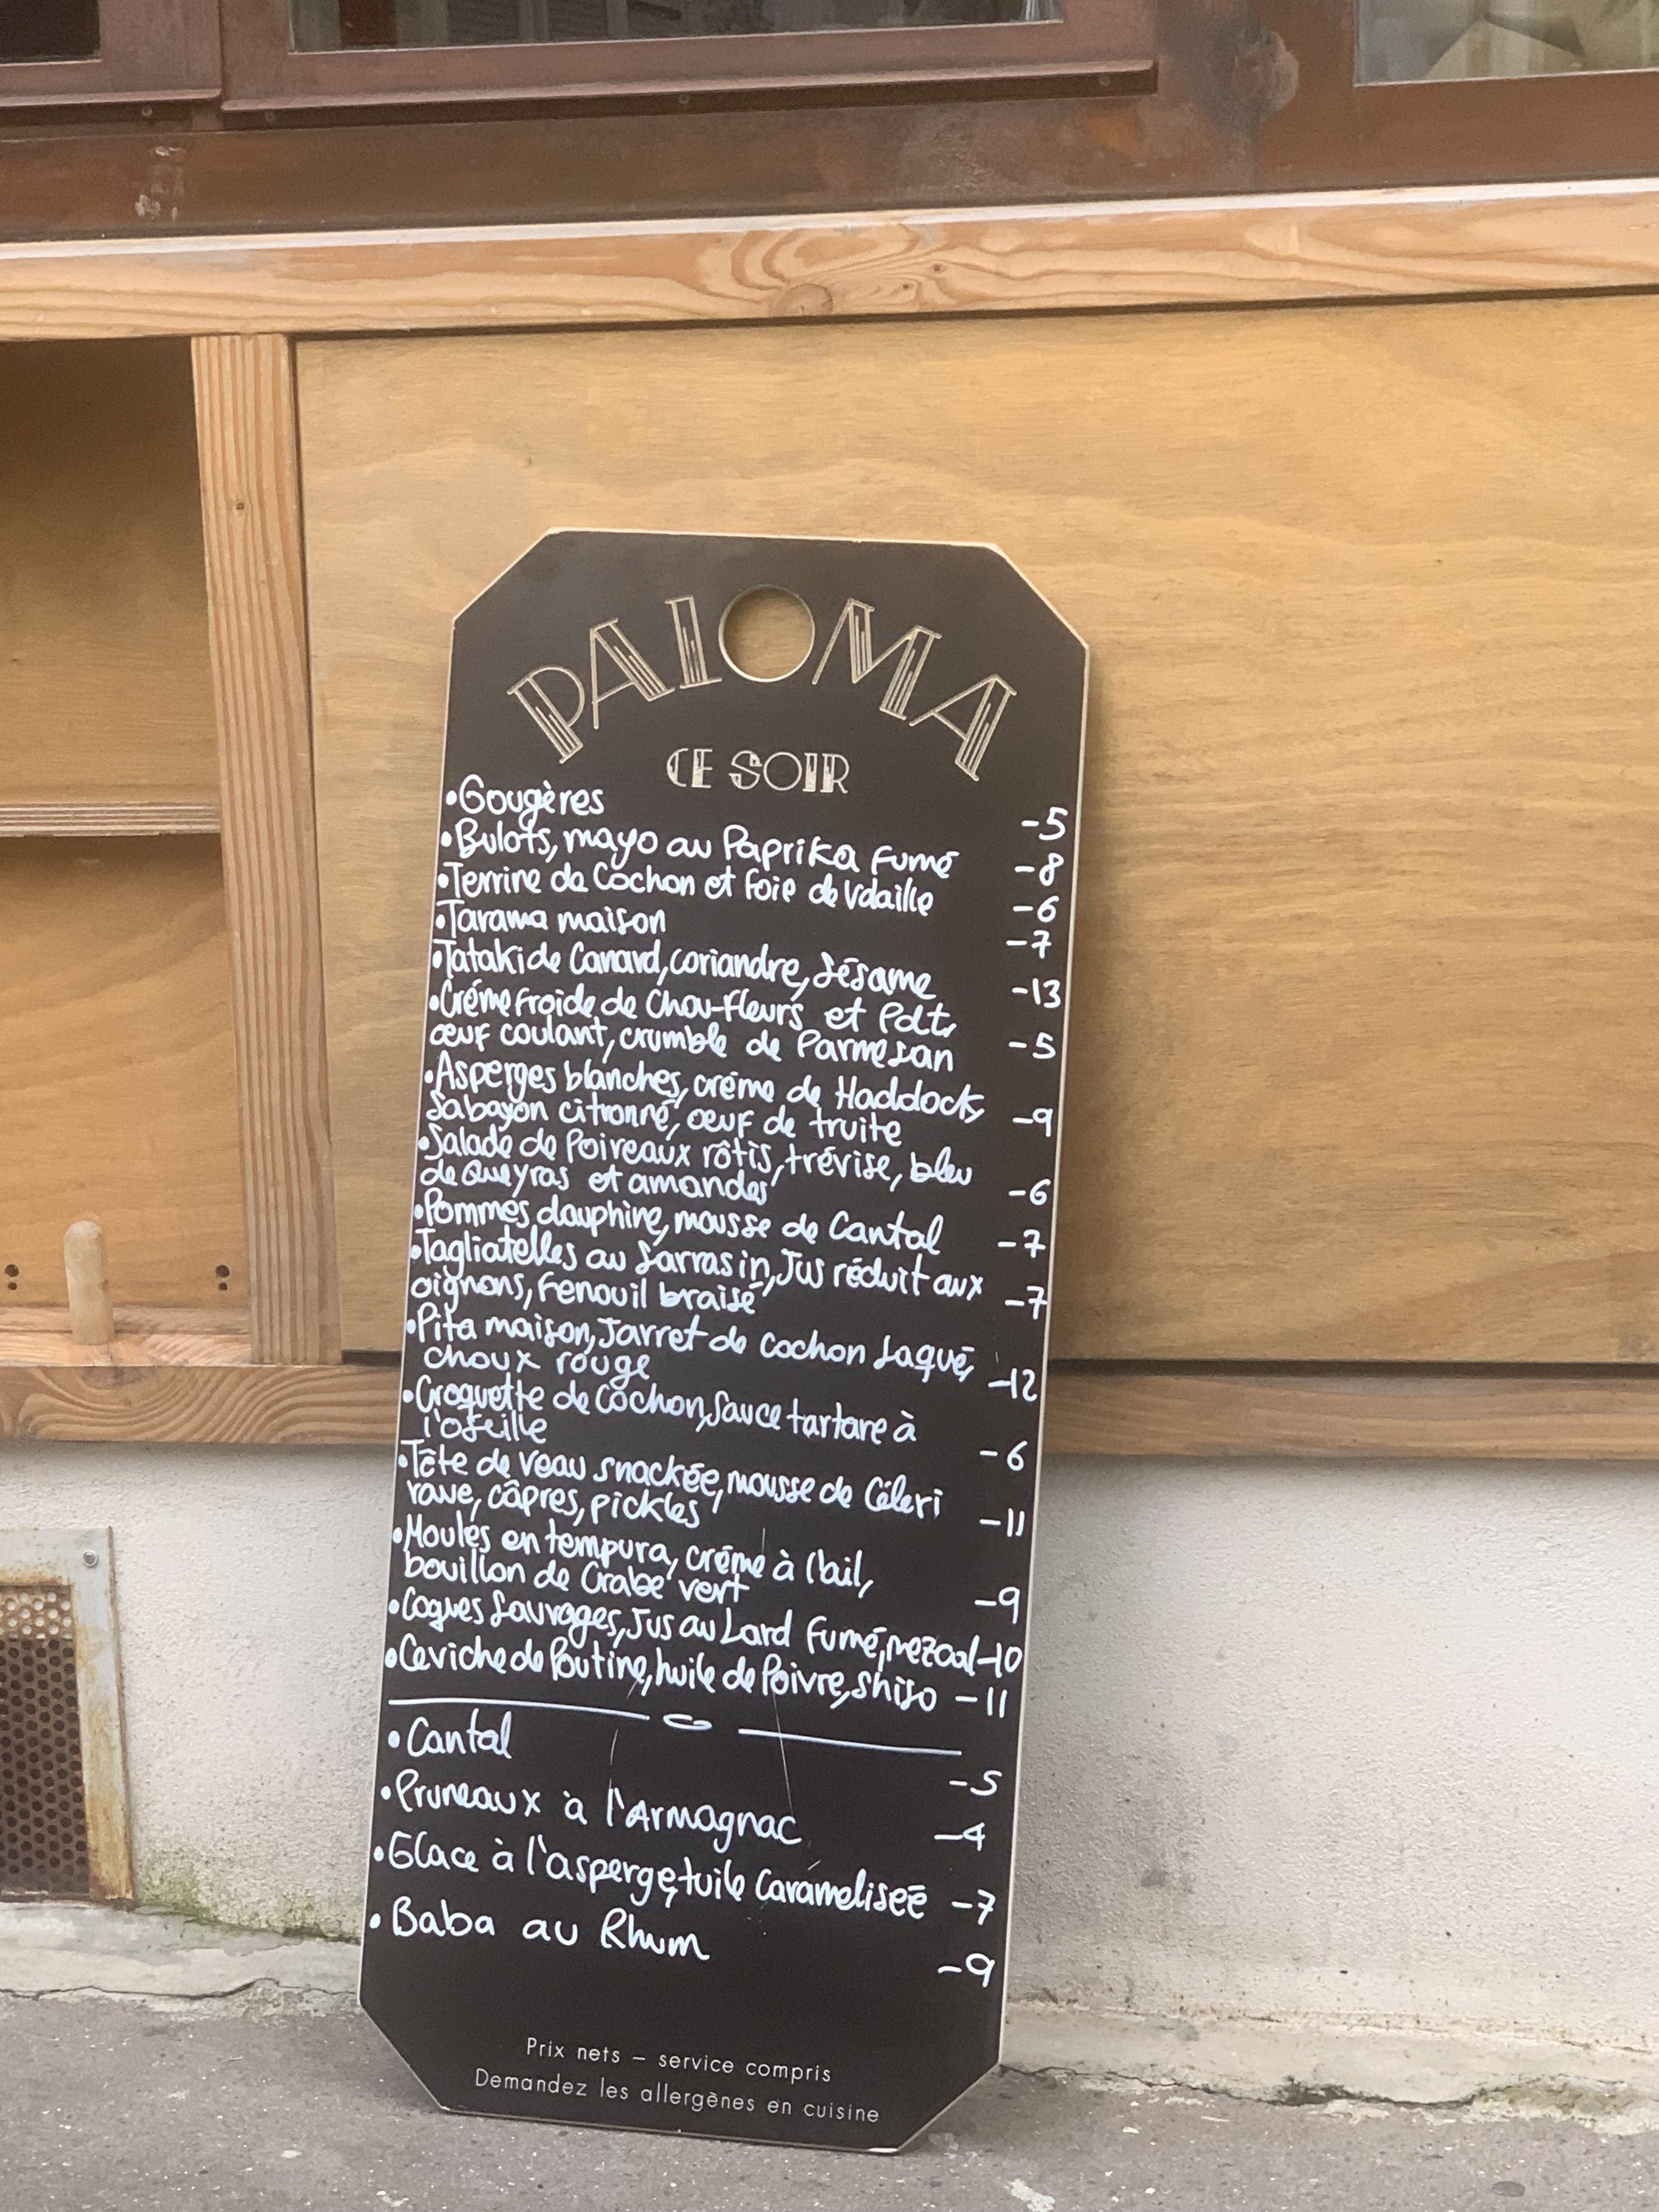 PALOMA
CE SOIR
•Gougères -5
•Bulots, mayo au Paprika fumé -8
•Terrine de Cochon et foie de Volaille -6
•Tarama maison -7
•Tataki de Canard, coriandre, sésame -13
•Crème froide de Chou-fleurs et Pdt,
œuf coulant, crumble de Parmesan -5
•Asperges blanches, crème de Haddock,
Sabayon citronné, œuf de truite -9
•Salade de Poireaux rôtis, trévise, bleu
de Queyras et amandes -6
•Pommes dauphine, mousse de Cantal -7
•Tagliatelles au Sarrasin, Jus réduit aux
oignons, Fenouil braisé -7
•Pita maison, Jarret de cochon laqué,
choux rouge -12
•Croquette de Cochon, Sauce tartare à
l'oseille -6
•Tête de veau snackée, mousse de Céleri
rave, câpres, pickles -11
•Moules en tempura, crème à l'ail,
bouillon de Crabe vert -9
•Coques Sauvages, Jus au Lard fumé, mezcal -10
•Ceviche de Poutine, huile de Poivre, shiso -11
•Cantal -5
•Pruneaux à l'Armagnac -4
•Glace à l'asperge, tuile Carameliseé -7
•Baba au Rhum -9
Prix nets – service compris
Demandez les allergènes en cuisine